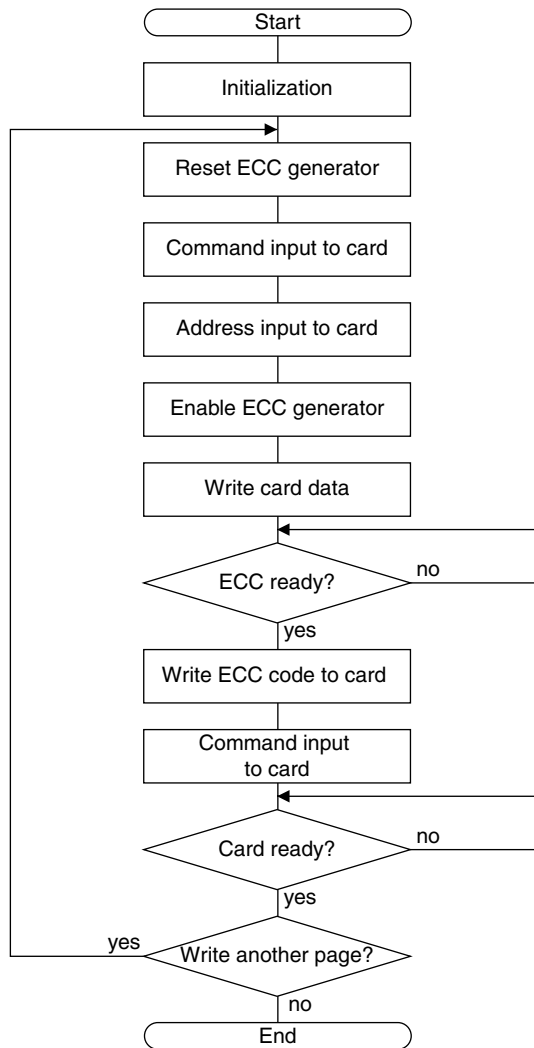 Start
Initialization
Reset ECC generator
Command input to card
Address input to card
Enable ECC generator
Write card data
ECC ready?
no
yes
Write ECC code to card
Command input
to card
Card ready?
no
yes
Write another page?
yes
no
End